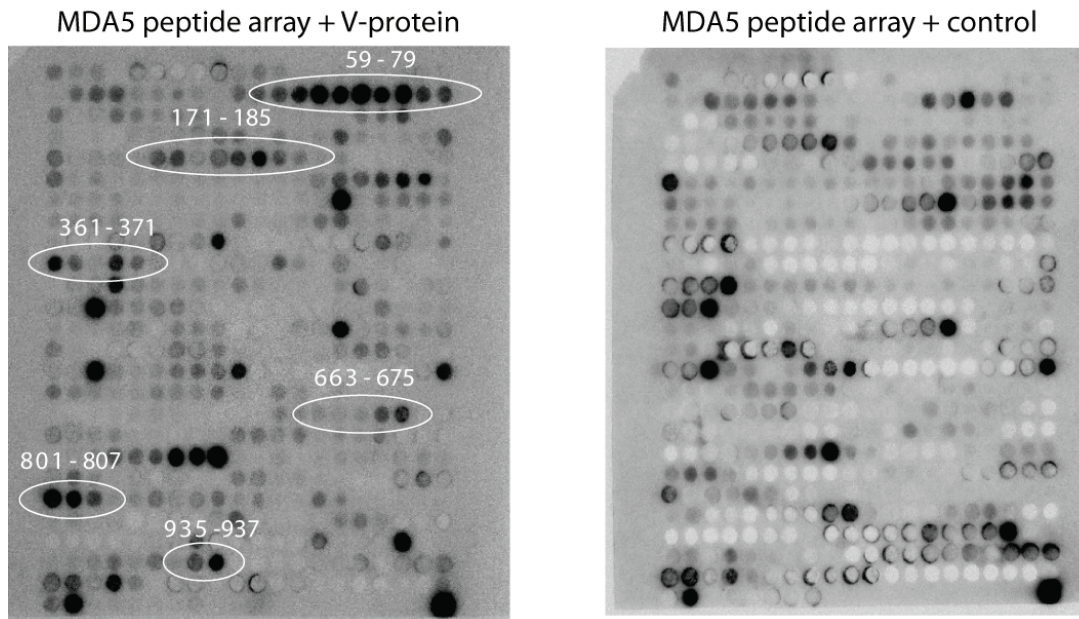 MDA5 peptide array + V-protein
MDA5 peptide array + control
59 - 79
171 - 185
361 - 371
663 - 675
801 - 807
935 - 937